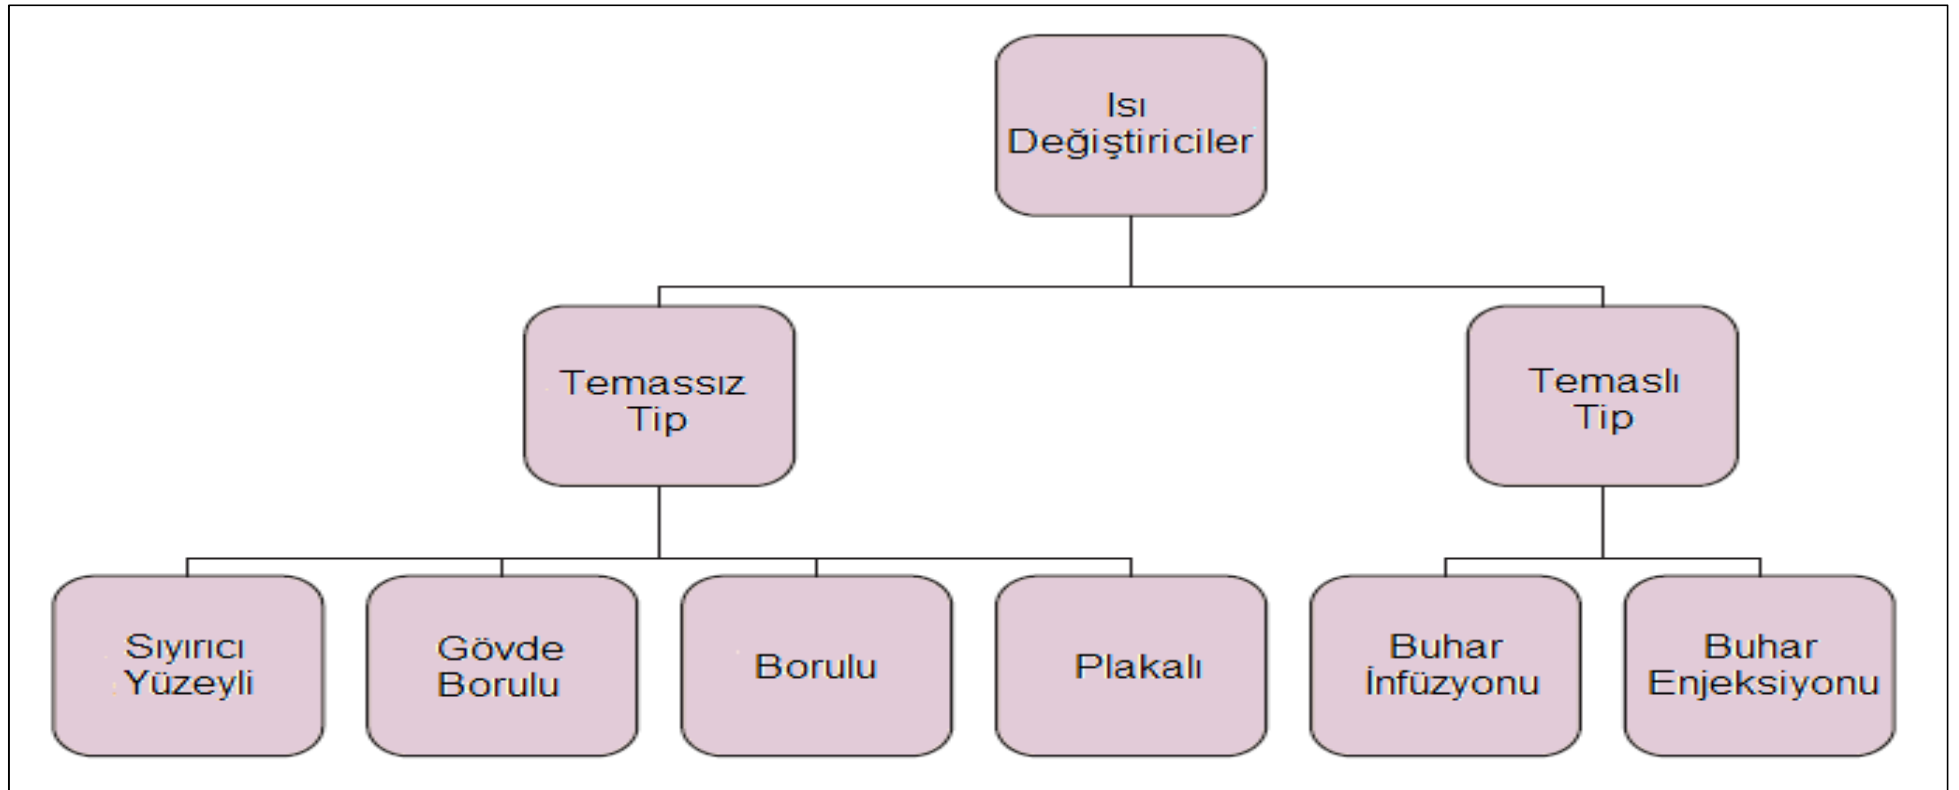 Isı
Değiştiriciler
Temassız
Tip
Temaslı
Tip
Sıyırıcı
Yüzeyli
Gövde
Borulu
Borulu
Plakalı
Buhar
İnfüzyonu
Buhar
Enjeksiyonu